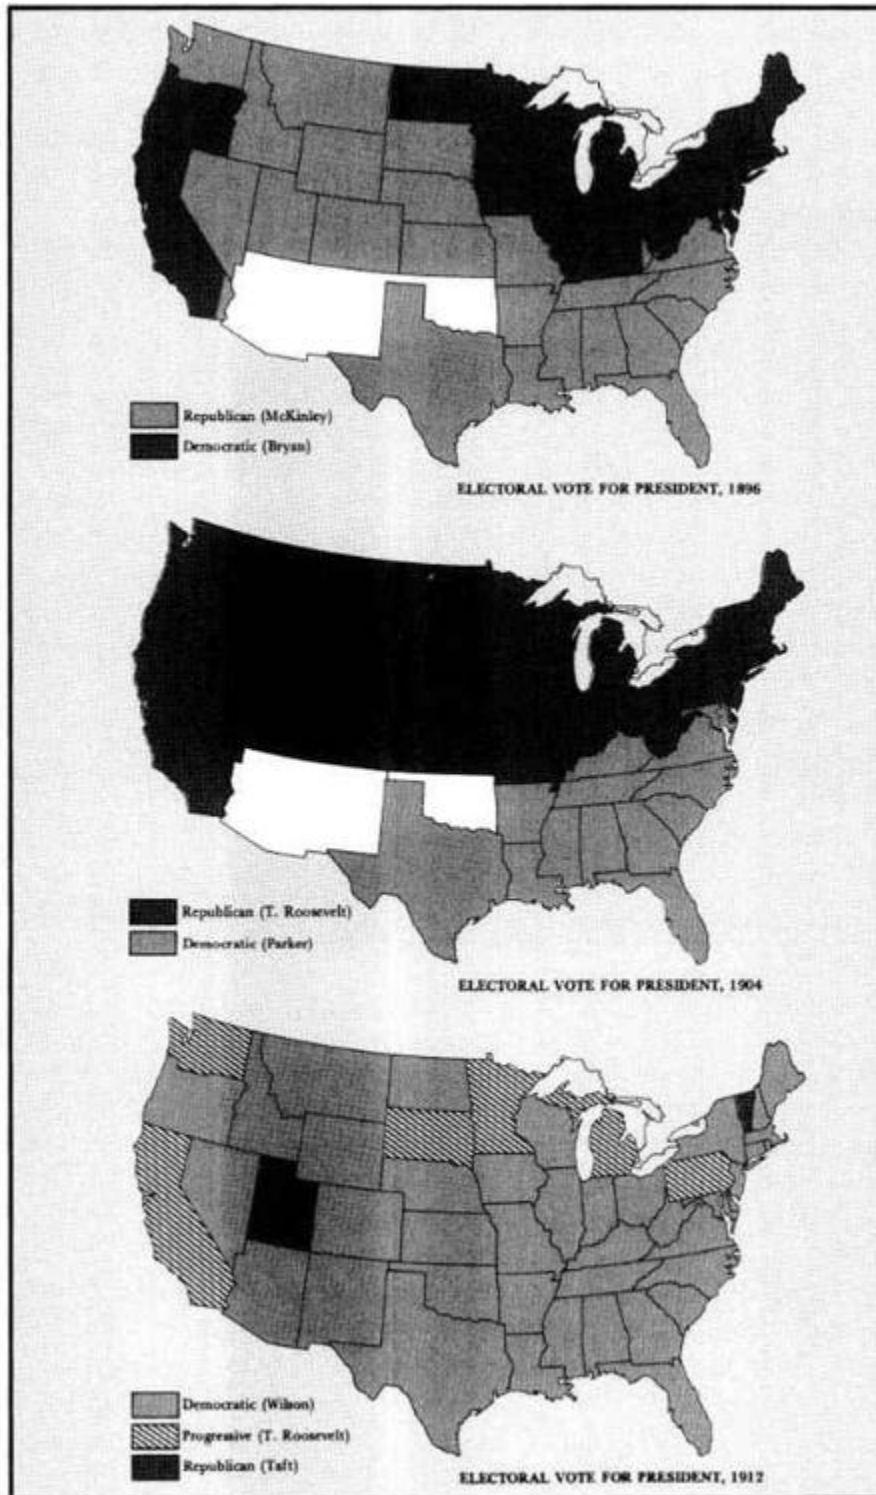 Republican (McKinley)
Democratic (Bryan)
ELECTORAL VOTE FOR PRESIDENT, 1896
Republican (T. Roosevelt)
Democratic (Parker)
ELECTORAL VOTE FOR PRESIDENT, 1904
Democratic (Wilson)
Progressive (T. Roosevelt)
Republican (Taft)
ELECTORAL VOTE FOR PRESIDENT, 1912